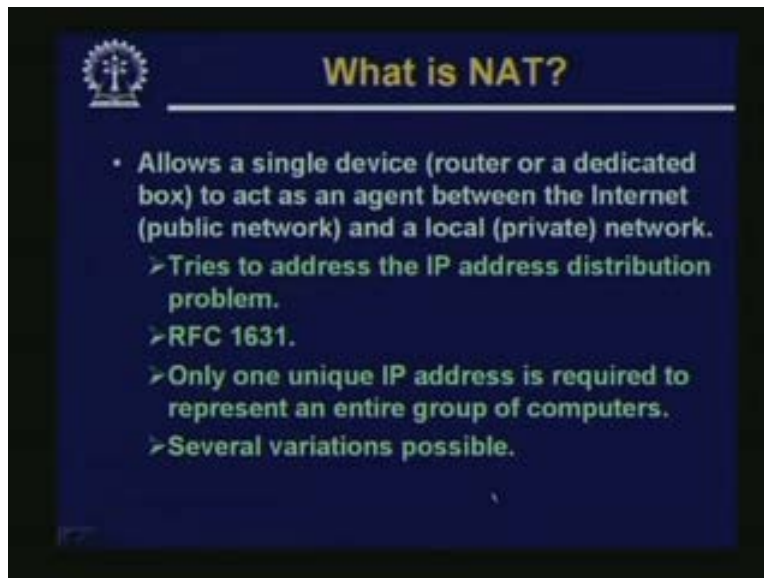 What is NAT?
• Allows a single device (router or a dedicated
box) to act as an agent between the Internet
(public network) and a local (private) network.
➢Tries to address the IP address distribution
problem.
➢RFC 1631.
➢Only one unique IP address is required to
represent an entire group of computers.
➢Several variations possible.